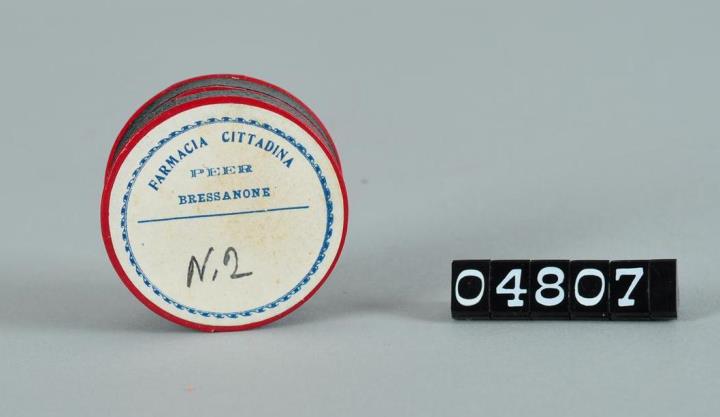 FARMACIA CITTADINA
PEER
BRESSANONE
N.2
04807